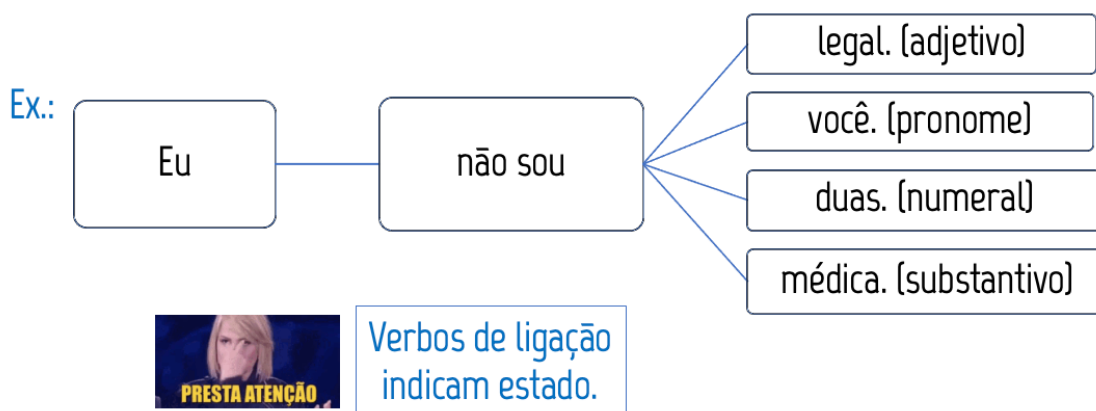 Ex.:
Eu
não sou
legal. (adjetivo)
você. (pronome)
duas. (numeral)
médica. (substantivo)
PRESTA ATENÇÃO
Verbos de ligação
indicam estado.